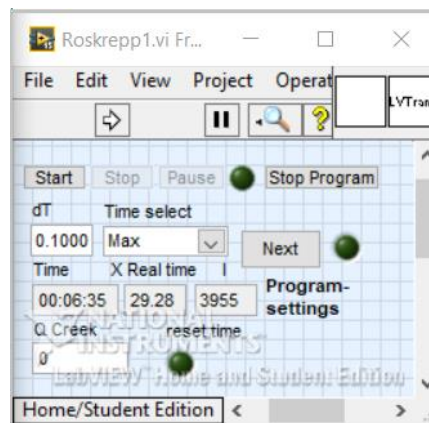 Roskrepp1.vi Fr...
File Edit View Project Operat
LVTran
Start Stop Pause Stop Program
dT Time select
0.1000 Max Next
Time X Real time I
00:06:35 29.28 3955 Program-
settings
Q Creek reset time
0
NATIONAL
INSTRUMENTS
LabVIEW Home and Student Edition
Home/Student Edition